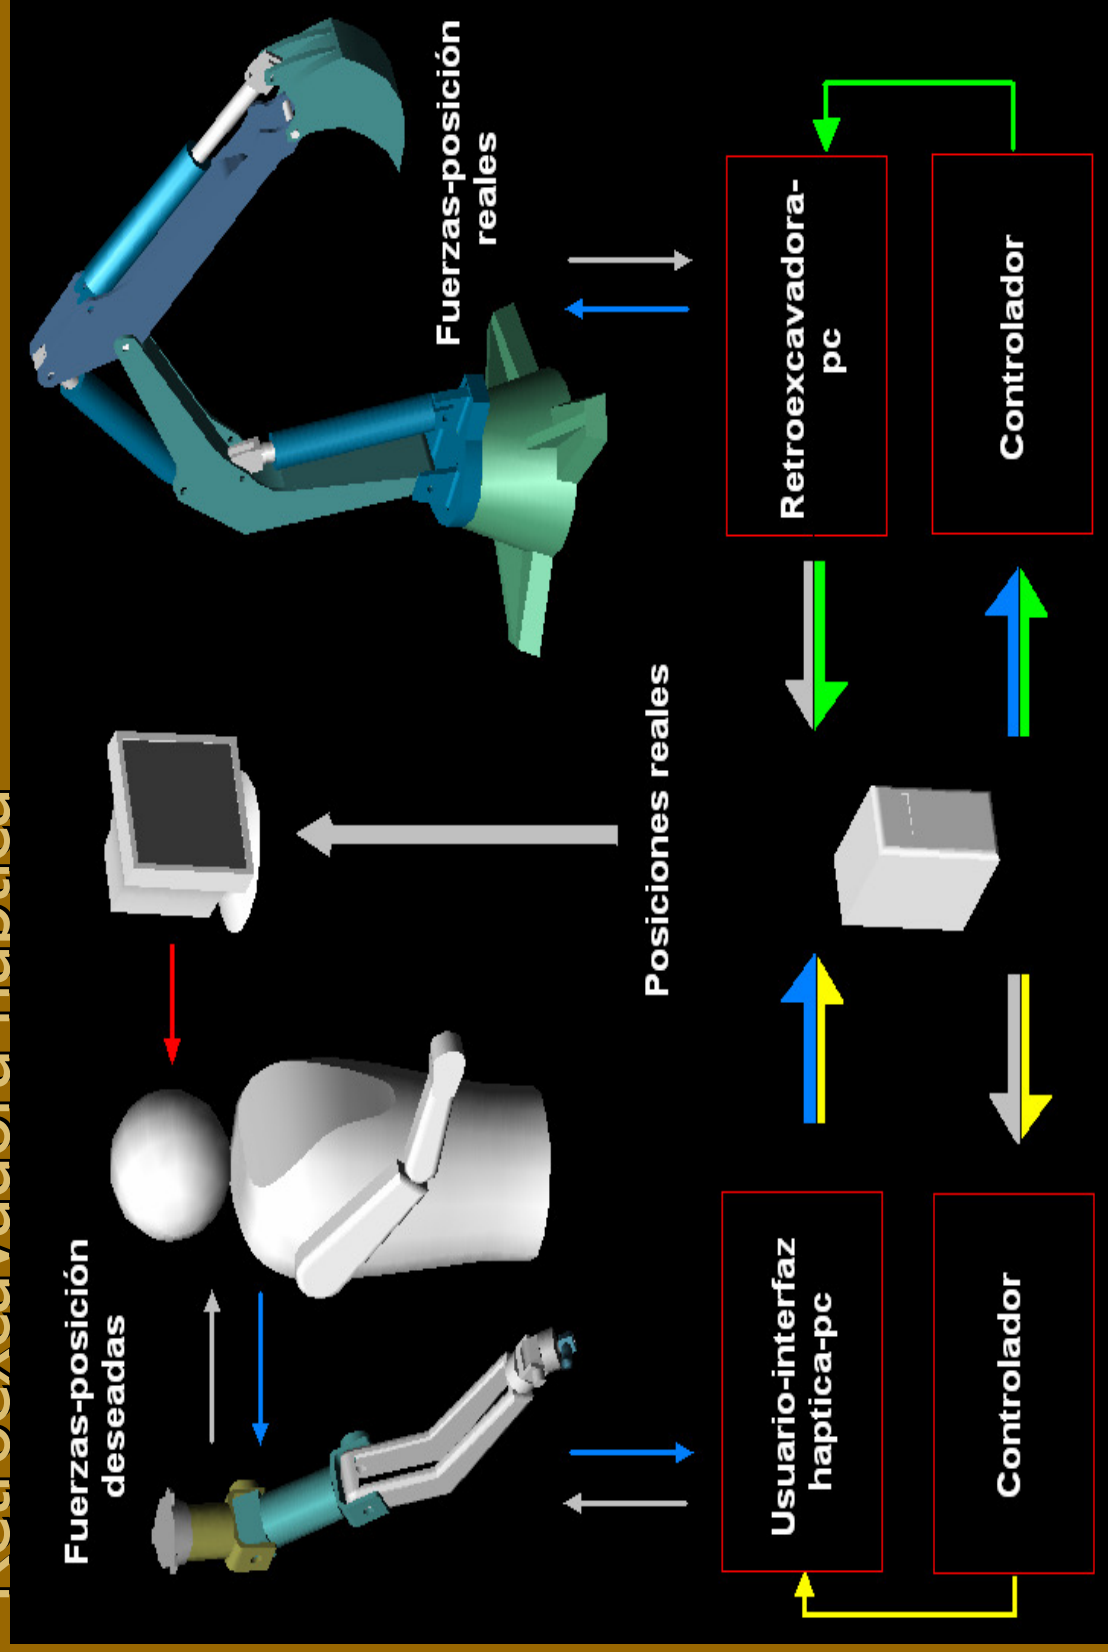 Fuerzas-posición
deseadas
Fuerzas-posición
reales
Posiciones reales
Usuario-interfaz
haptica-pc
Retroexcavadora-
pc
Controlador
Controlador